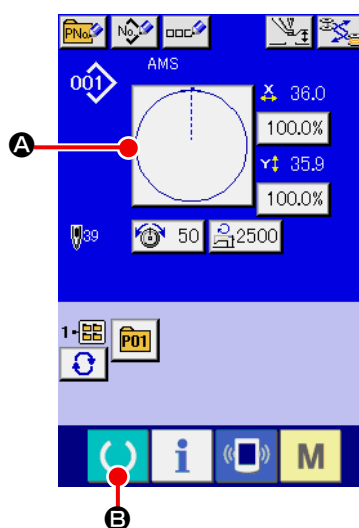 PNo. No.
AMS
001
X 36.0
A
100.0%
Y 35.9
100.0%
39 50 2500
1-
P01
i M
B